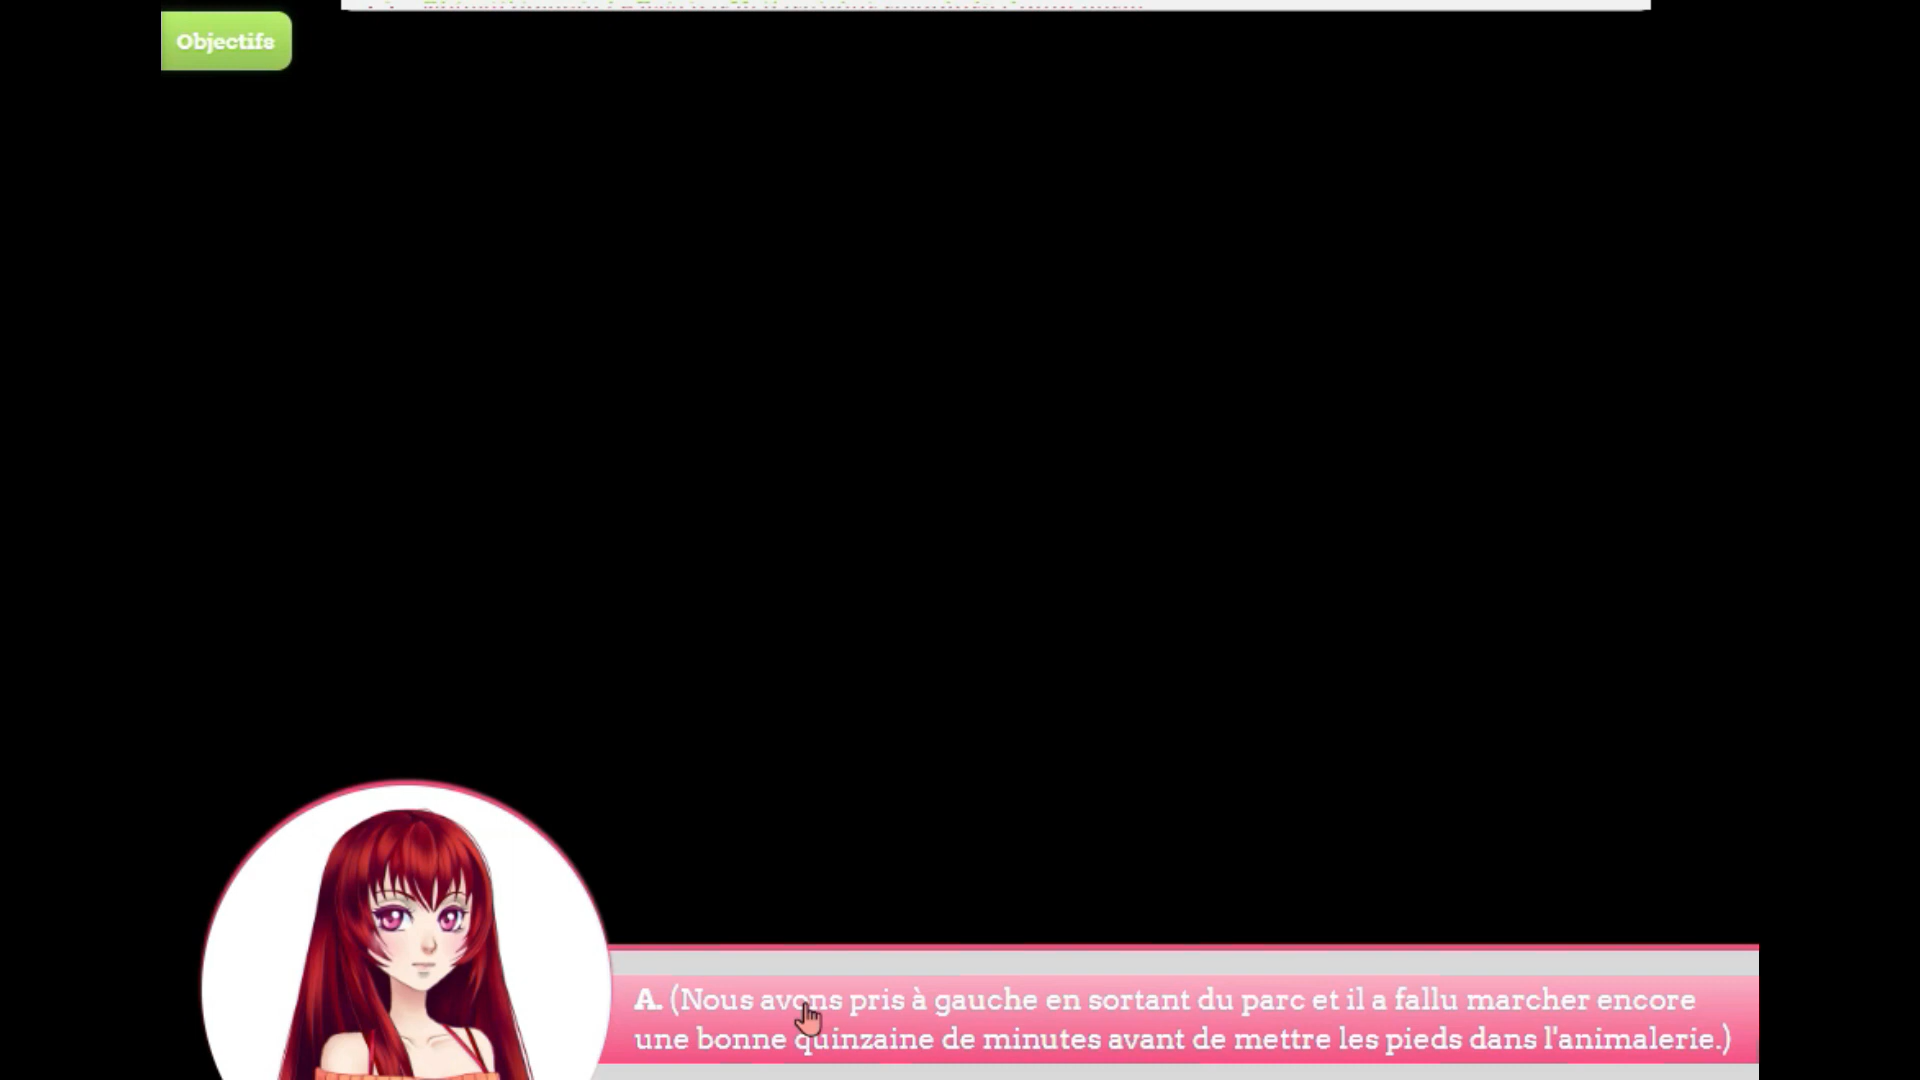 Objectifs
A. (Nous avons pris à gauche en sortant du parc et il a fallu marcher encore
une bonne quinzaine de minutes avant de mettre les pieds dans l'animalerie.)